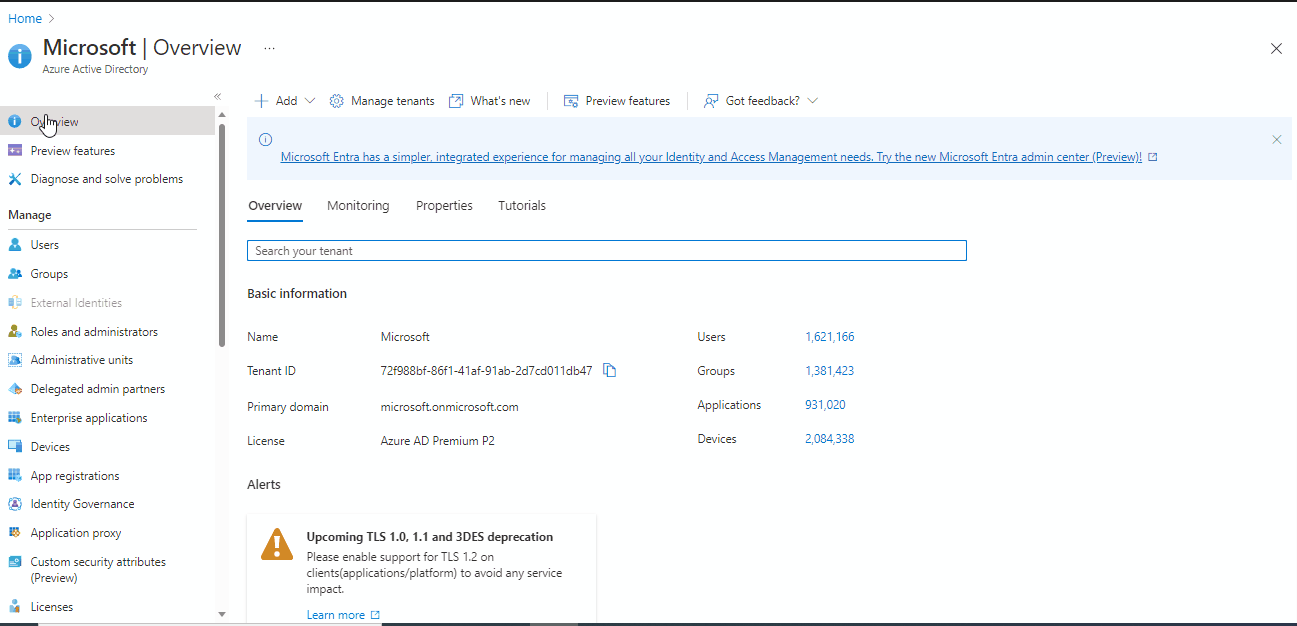 Home
Microsoft | Overview
Azure Active Directory
Add
Manage tenants
What's new
Preview features
Got feedback?
Overview
Preview features
Diagnose and solve problems
Manage
Users
Groups
External Identities
Roles and administrators
Administrative units
Delegated admin partners
Enterprise applications
Devices
App registrations
Identity Governance
Application proxy
Custom security attributes
(Preview)
Licenses
Microsoft Entra has a simpler, integrated experience for managing all your Identity and Access Management needs. Try the new Microsoft Entra admin center (Preview)!
Overview Monitoring Properties Tutorials
Search your tenant
Basic information
Name Microsoft Users 1,621,166
Tenant ID 72f988bf-86f1-41af-91ab-2d7cd011db47 Groups 1,381,423
Primary domain microsoft.onmicrosoft.com Applications 931,020
License Azure AD Premium P2 Devices 2,084,338
Alerts
Upcoming TLS 1.0, 1.1 and 3DES deprecation
Please enable support for TLS 1.2 on
clients(applications/platform) to avoid any service
impact.
Learn more